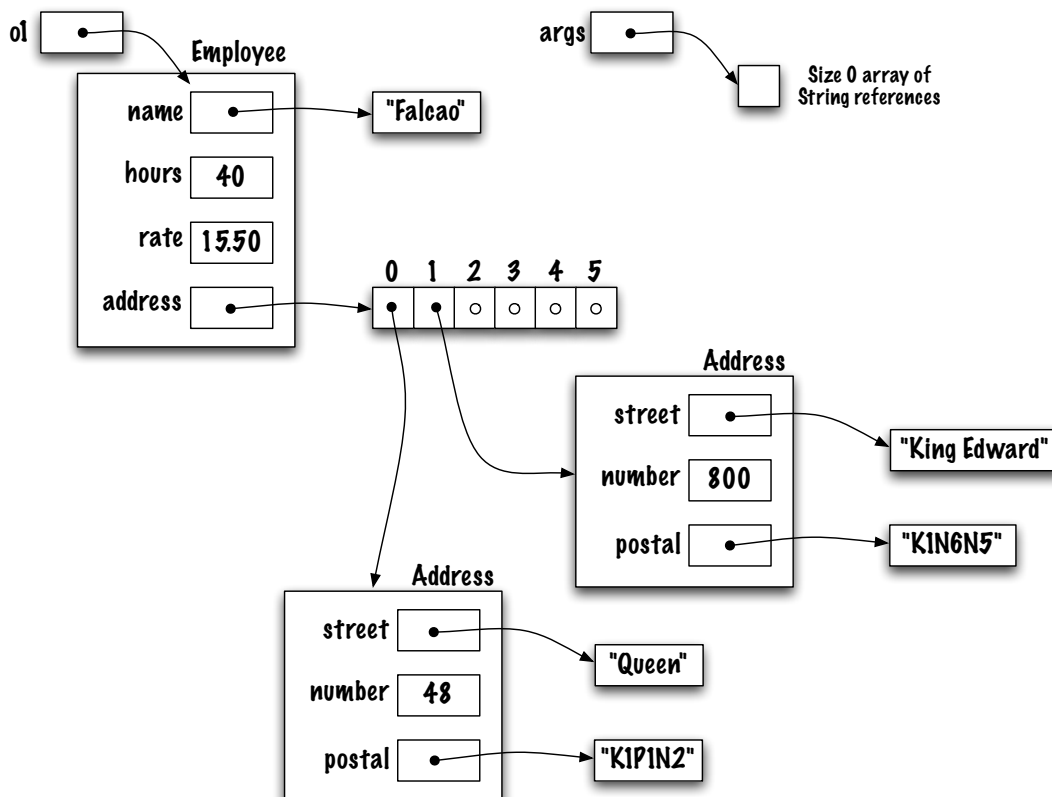 o1
args
Employee
Size 0 array of
String references
name
"Falcao"
hours
40
rate
15.50
address
0 1 2 3 4 5
Address
street
"King Edward"
number
800
postal
"K1N6N5"
Address
street
"Queen"
number
48
postal
"K1P1N2"